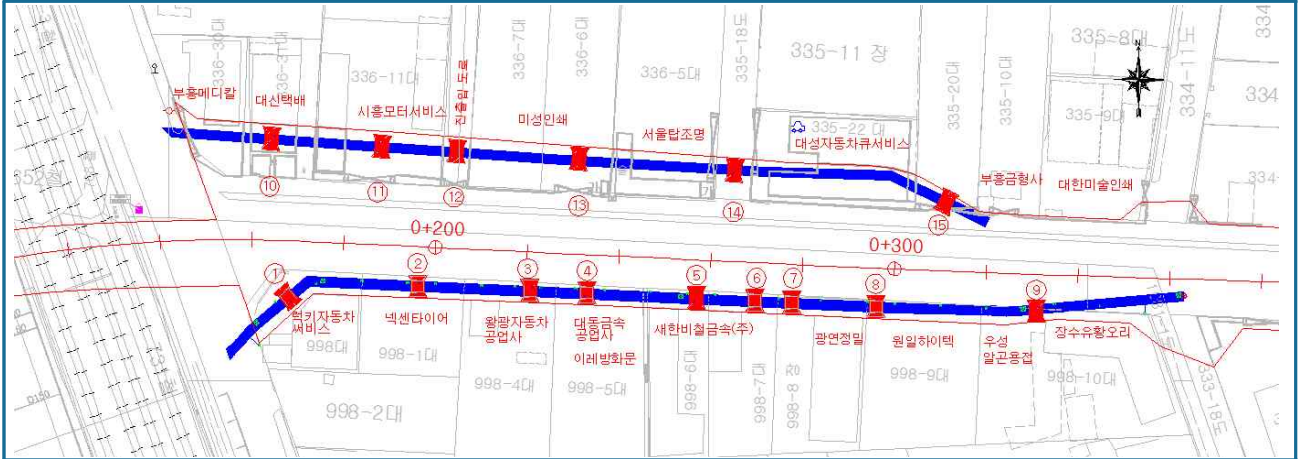 336-30대
336-31대
336-11대
336-7대
336-6대
336-5대
335-18도
335-11 장
335-20대
335-10대
335-8대
334-11도
334
N
335-9대
335-22 대
부흥메디칼
대신택배
시흥모터서비스
진출입 도로
미성인쇄
서울탑조명
대성자동차큐서비스
부흥금형사
대한미술인쇄
334-
⑩
⑪
⑫
⑬
⑭
⑮
0+200
0+300
①
②
③
④
⑤
⑥
⑦
⑧
⑨
럭키자동차
써비스
넥센타이어
왕광자동차
공업사
대동금속
공업사
이레방화문
새한비철금속(주)
광연정밀
원일하이텍
우성
알곤용접
장수유황오리
998대
998-1대
998-2대
998-4대
998-5대
998-6대
998-7대
998-8 장
998-9대
998-10대
333-18도
D150